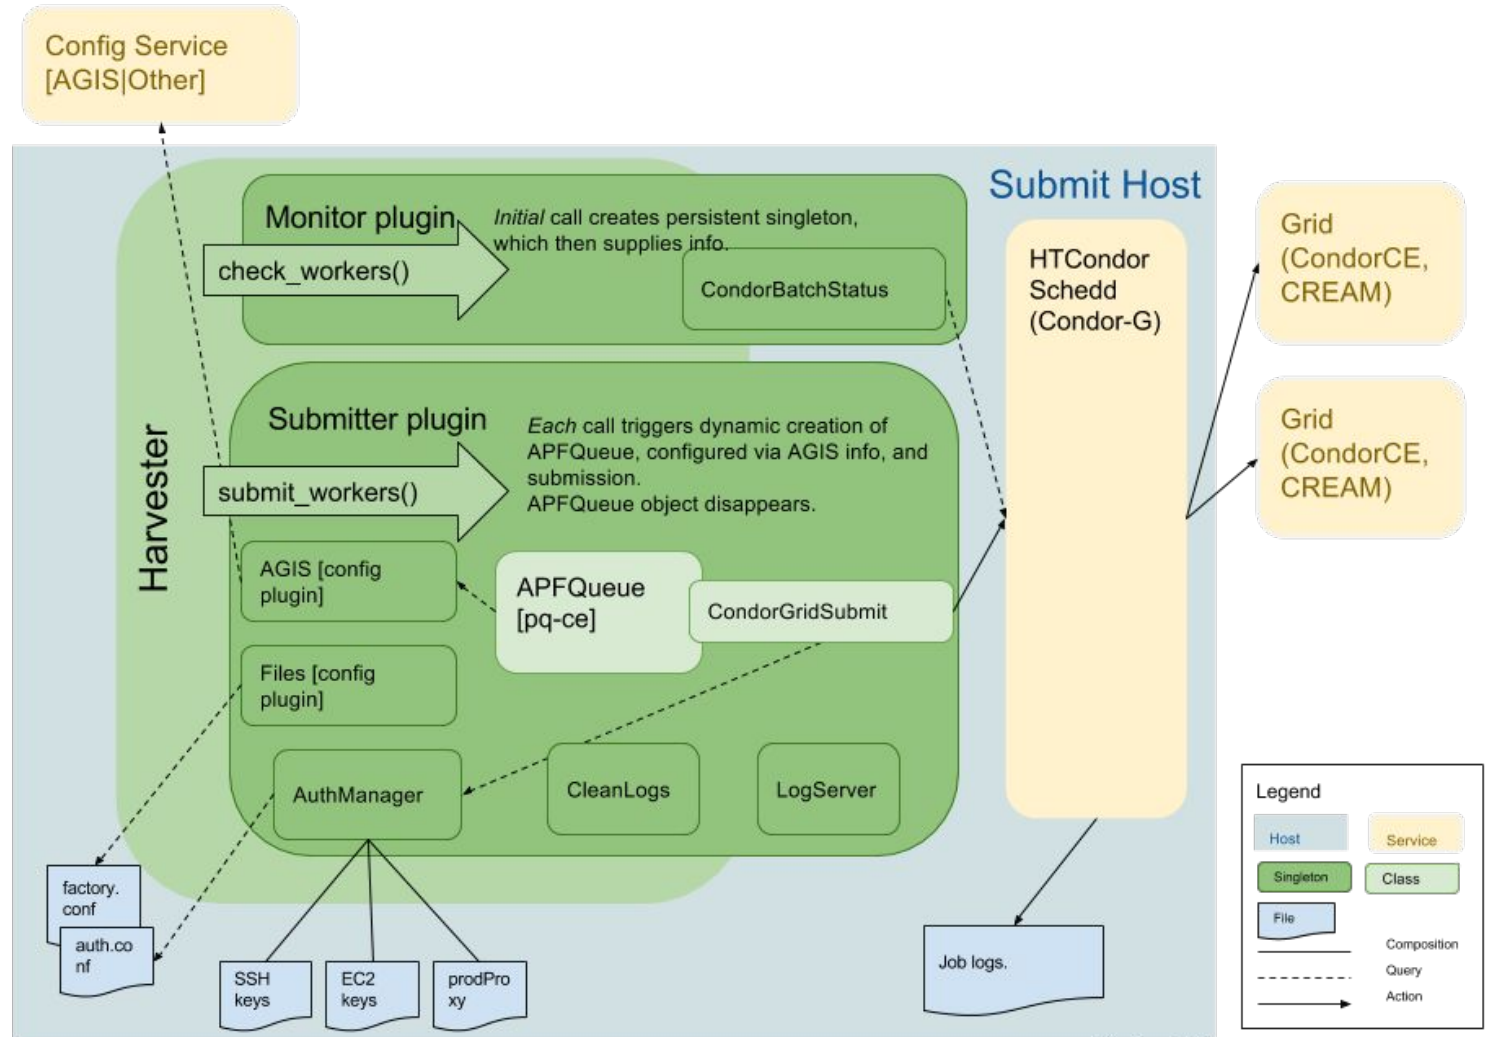 Config Service
[AGIS|Other]
Submit Host
Monitor plugin
Initial call creates persistent singleton,
which then supplies info.
check_workers()
CondorBatchStatus
HTCondor
Schedd
(Condor-G)
Grid
(CondorCE,
CREAM)
Grid
(CondorCE,
CREAM)
Harvester
Submitter plugin
Each call triggers dynamic creation of
APFQueue, configured via AGIS info, and
submission.
APFQueue object disappears.
submit_workers()
AGIS [config
plugin]
APFQueue
[pq-ce]
CondorGridSubmit
Files [config
plugin]
AuthManager
CleanLogs
LogServer
factory.
conf
auth.co
nf
SSH
keys
EC2
keys
prodPro
xy
Job logs.
Legend
Host
Service
Singleton
Class
File
Composition
Query
Action